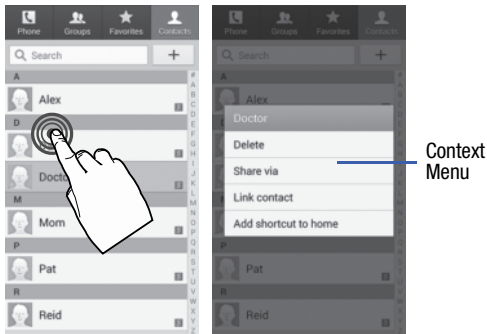 Phone Groups Favorites Contacts
Search
A
Alex
D
Doctor
M
Mom
P
Pat
R
Reid
#
A
B
C
D
E
F
G
H
I
J
K
L
M
N
O
P
Q
R
S
T
U
V
W
X
Y
Z
Phone Groups Favorites Contacts
Search
A
Alex
Doctor
Delete
Share via
Link contact
Add shortcut to home
P
Pat
R
Reid
Context
Menu